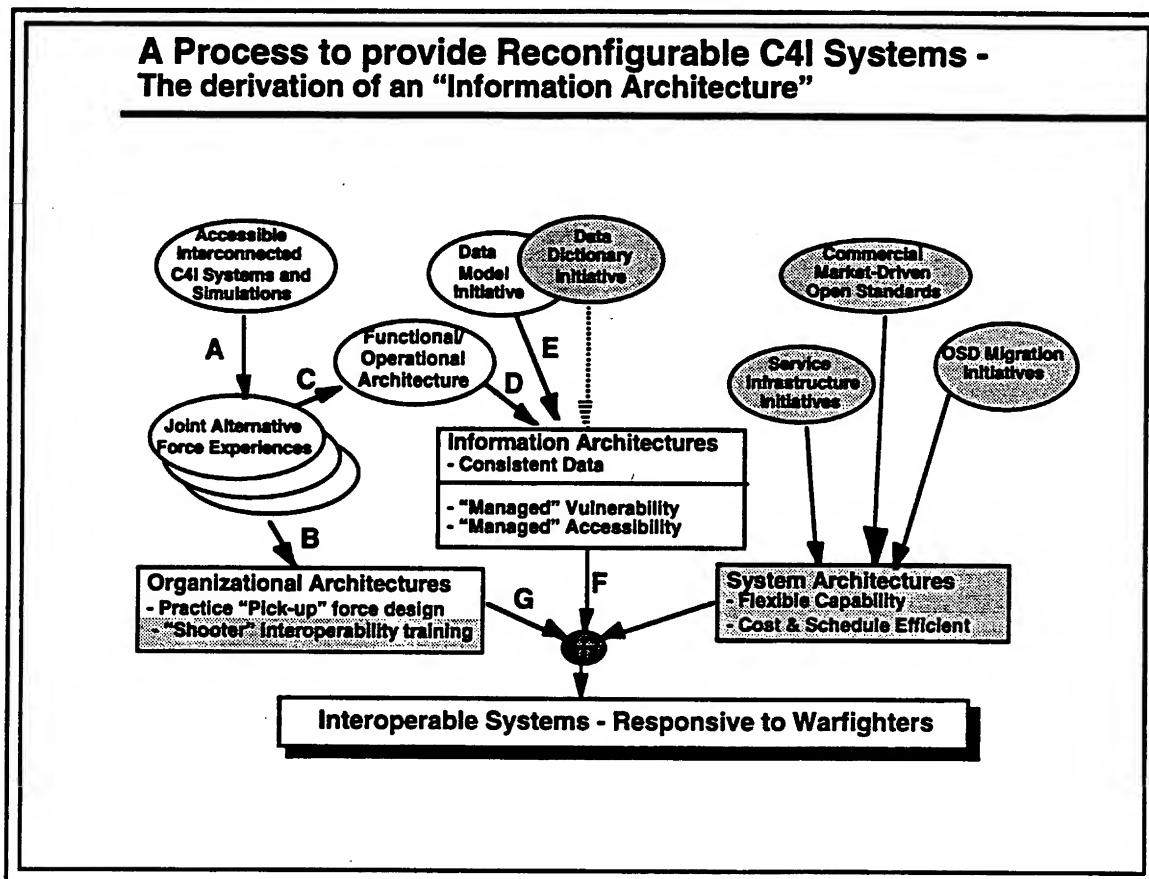 A Process to provide Reconfigurable C4I Systems -
The derivation of an “Information Architecture”
Accessible
Interconnected
C4I Systems and
Simulations
Data
Model
Initiative
Data
Dictionary
Initiative
Commercial
Market-Driven
Open Standards
A
C
Functional/
Operational
Architecture
D
E
Service
Infrastructure
Initiatives
OSD Migration
Initiatives
Joint Alternative
Force Experiences
Information Architectures
- Consistent Data
- “Managed” Vulnerability
- “Managed” Accessibility
B
Organizational Architectures
- Practice “Pick-up” force design
- “Shooter” interoperability training
G
F
System Architectures
- Flexible Capability
- Cost & Schedule Efficient
Interoperable Systems - Responsive to Warfighters